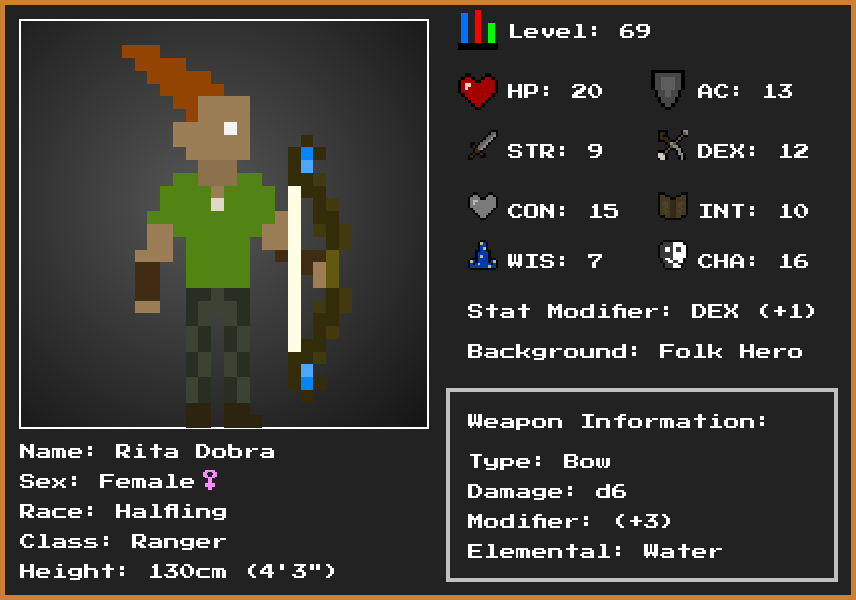 Level: 69
HP: 20 AC: 13
STR: 9 DEX: 12
CON: 15 INT: 10
WIS: 7 CHA: 16
Stat Modifier: DEX (+1)
Background: Folk Hero
Weapon Information:
Type: Bow
Damage: d6
Modifier: (+3)
Elemental: Water
Name: Rita Dobra
Sex: Female♀
Race: Halfling
Class: Ranger
Height: 130cm (4'3")